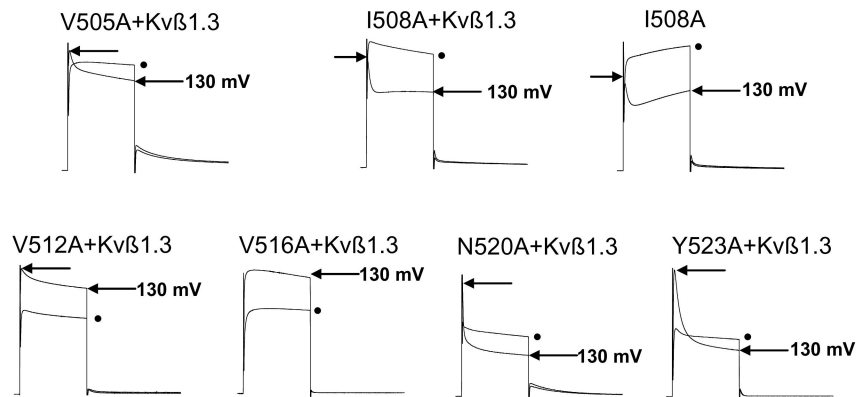 V505A+Kvß1.3
I508A+Kvß1.3
I508A
130 mV
130 mV
130 mV
V512A+Kvß1.3
V516A+Kvß1.3
N520A+Kvß1.3
Y523A+Kvß1.3
130 mV
130 mV
130 mV
130 mV